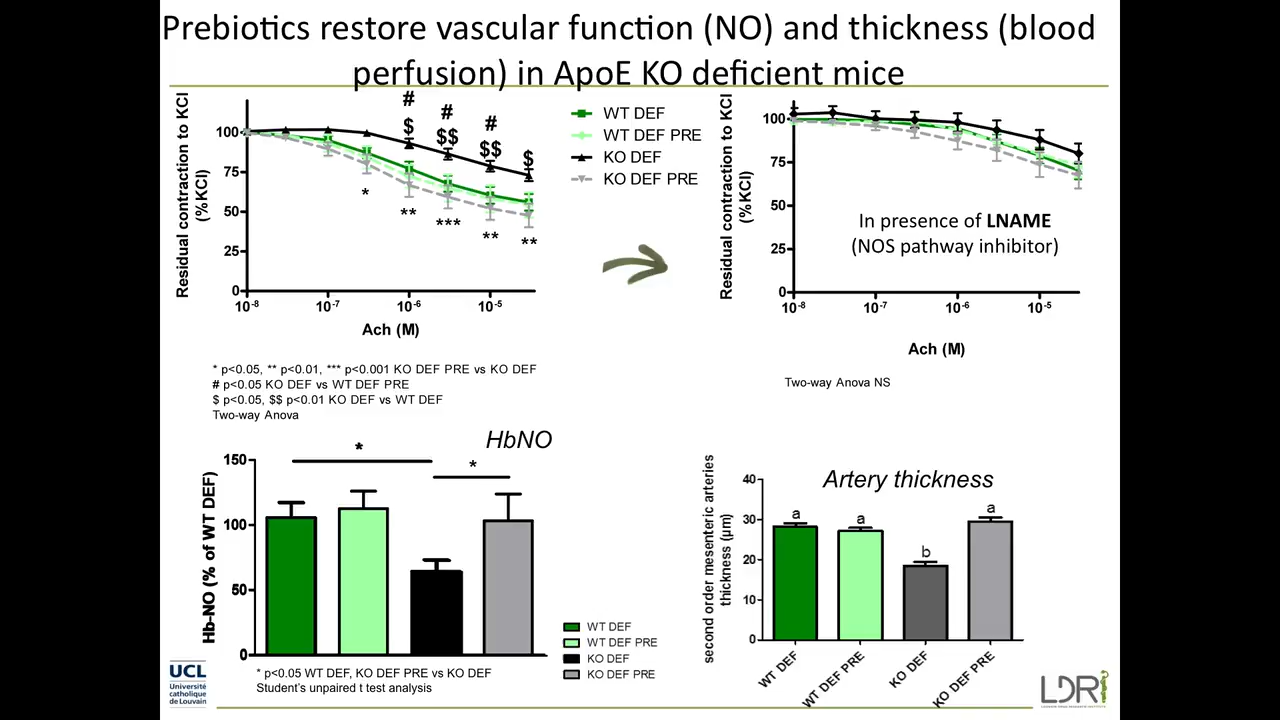 Prebiotics restore vascular function (NO) and thickness (blood
perfusion) in ApoE KO deficient mice
Residual contraction to KCl
(%KCl)
100
75
50
25
0
10-8
10-7
10-6
10-5
Ach (M)
#
$
#
$$
#
$$
$
*
**
***
**
**
WT DEF
WT DEF PRE
KO DEF
KO DEF PRE
* p<0.05, ** p<0.01, *** p<0.001 KO DEF PRE vs KO DEF
# p<0.05 KO DEF vs WT DEF PRE
$ p<0.05, $$ p<0.01 KO DEF vs WT DEF
Two-way Anova
Residual contraction to KCl
(%KCl)
100
75
50
25
0
10-8
10-7
10-6
10-5
Ach (M)
In presence of LNAME
(NOS pathway inhibitor)
Two-way Anova NS
HbNO
Hb-NO (% of WT DEF)
150
100
50
0
*
*
WT DEF
WT DEF PRE
KO DEF
KO DEF PRE
* p<0.05 WT DEF, KO DEF PRE vs KO DEF
Student's unpaired t test analysis
Artery thickness
second order mesenteric arteries
thickness (µm)
40
30
20
10
0
a
a
b
a
WT DEF
WT DEF PRE
KO DEF
KO DEF PRE
UCL
Université
catholique
de Louvain
LDRI